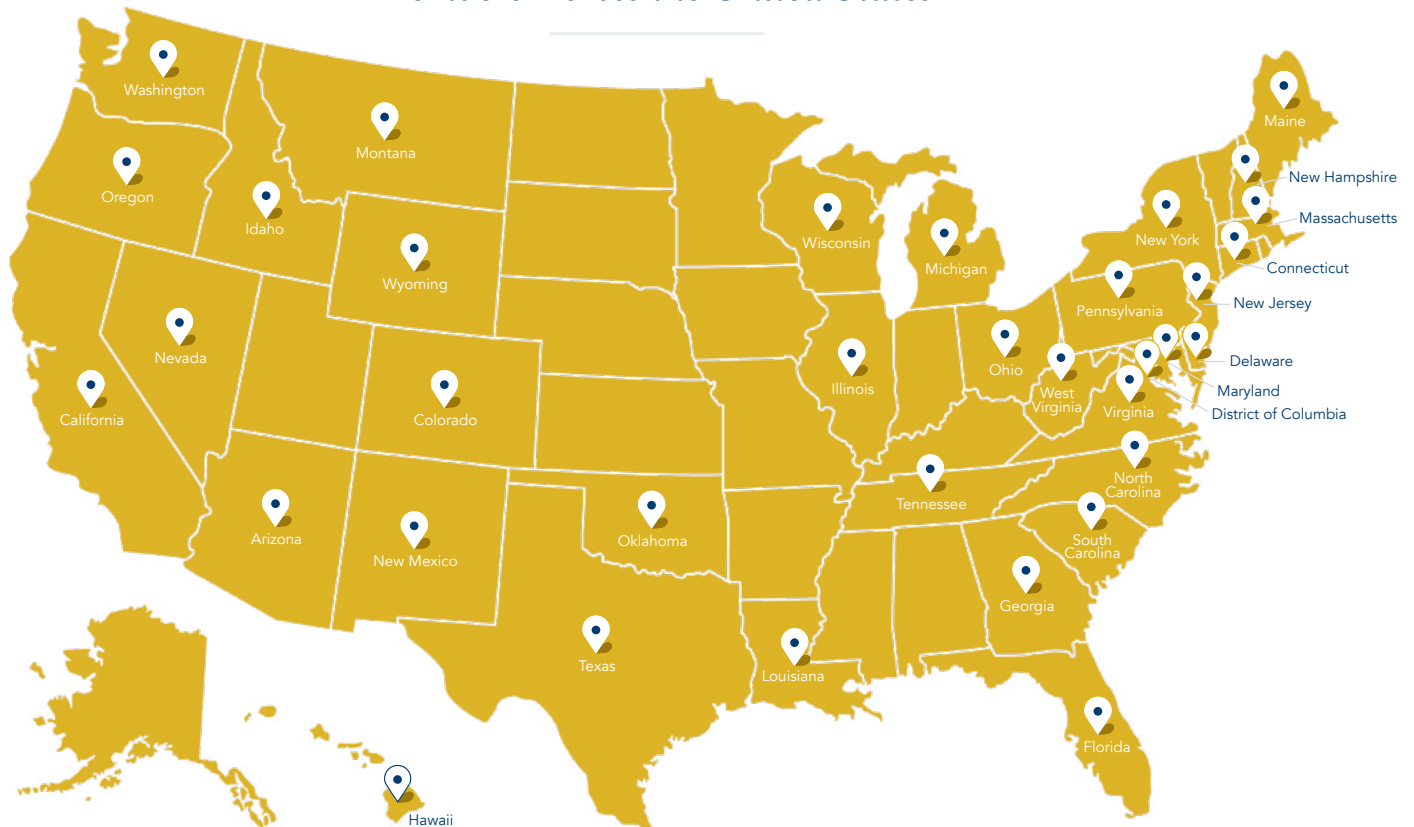 Washington
Maine
Montana
New Hampshire
Oregon
Massachusetts
Idaho
New York
Wisconsin
Michigan
Connecticut
Wyoming
New Jersey
Pennsylvania
Nevada
Delaware
Ohio
Illinois
Maryland
West
Virginia
Virginia
District of Columbia
California
Colorado
North
Carolina
Tennessee
Arizona
Oklahoma
South
Carolina
New Mexico
Georgia
Texas
Louisiana
Florida
Hawaii